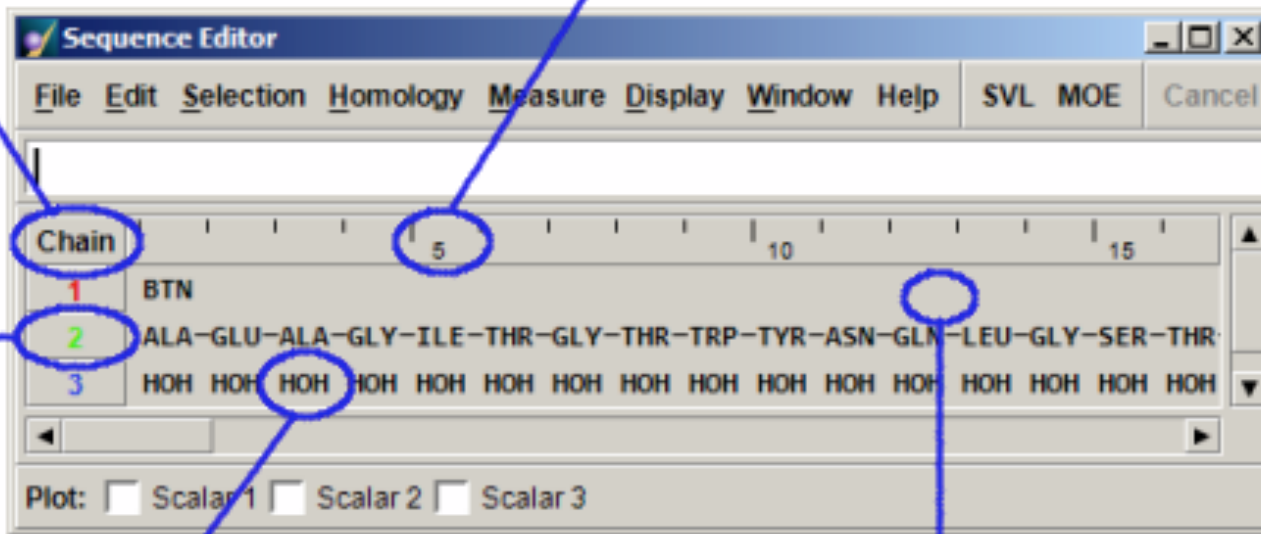 Sequence Editor
File Edit Selection Homology Measure Display Window Help SVL MOE Cancel
Chain 5 10 15
1 BTN
2 ALA-GLU-ALA-GLY-ILE-THR-GLY-THR-TRP-TYR-ASN-GLN-LEU-GLY-SER-THR-
3 HOH HOH HOH HOH HOH HOH HOH HOH HOH HOH HOH HOH HOH HOH HOH HOH
Plot: Scalar 1 Scalar 2 Scalar 3